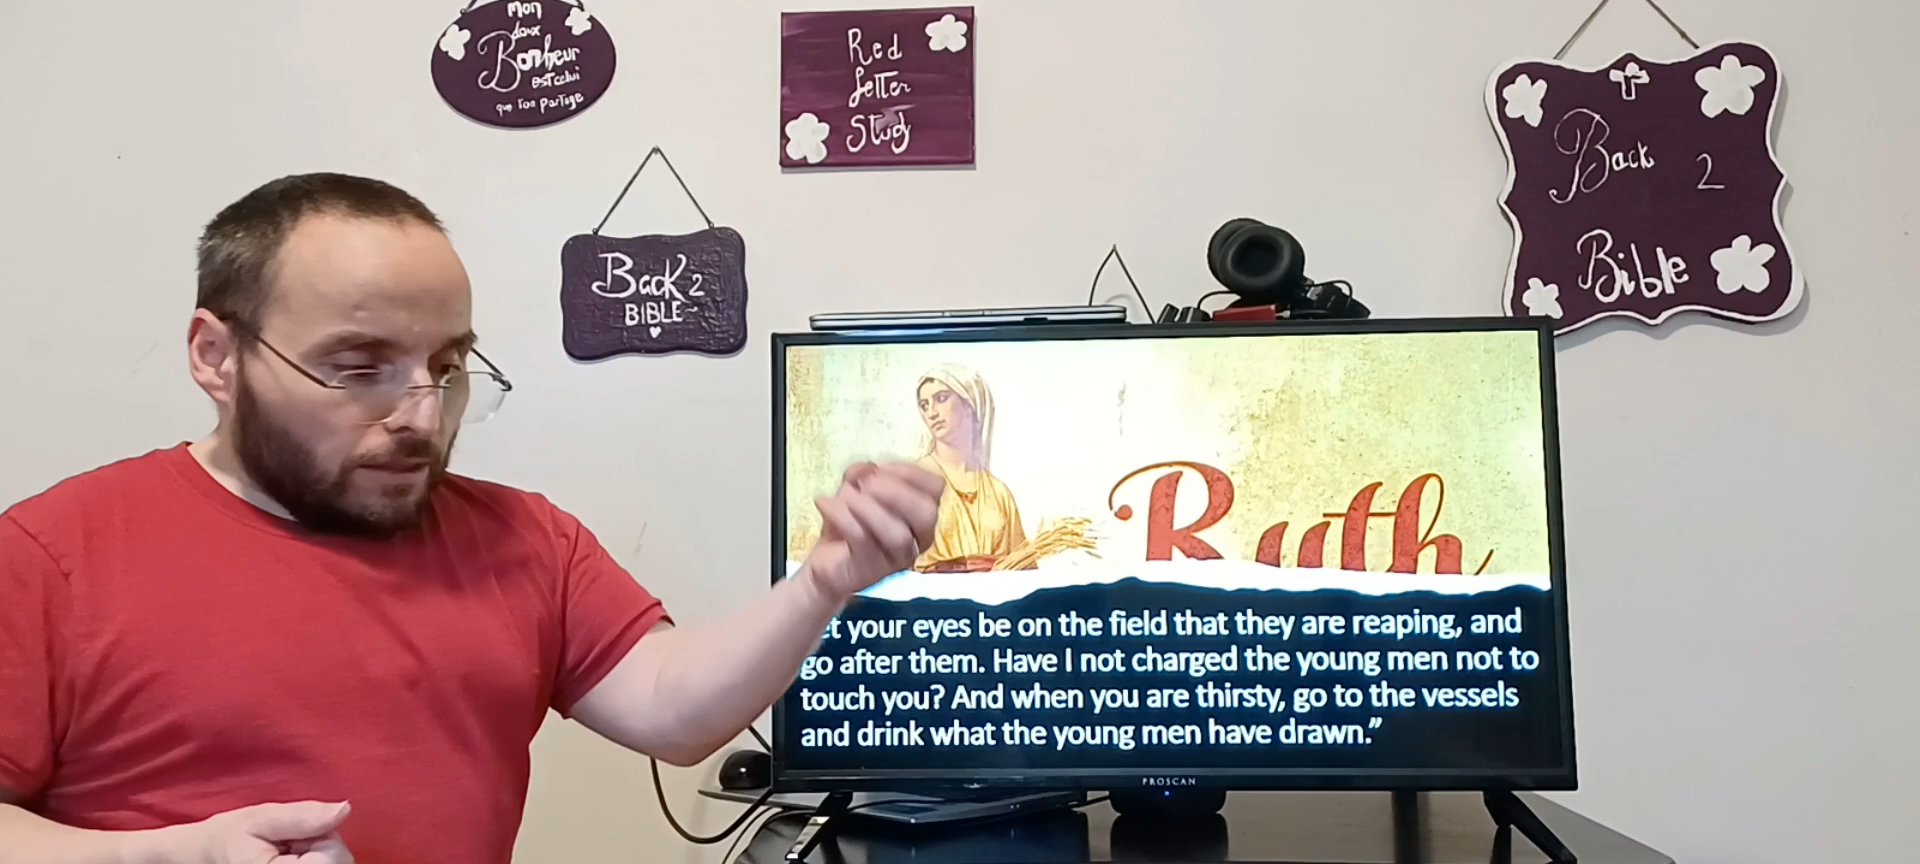 Mon
doux
Bonheur
est celui
que l'on partage
Red
Letter
Study
Back 2
BIBLE
Back 2
Bible
Ruth
et your eyes be on the field that they are reaping, and
go after them. Have I not charged the young men not to
touch you? And when you are thirsty, go to the vessels
and drink what the young men have drawn.”
PROSCAN